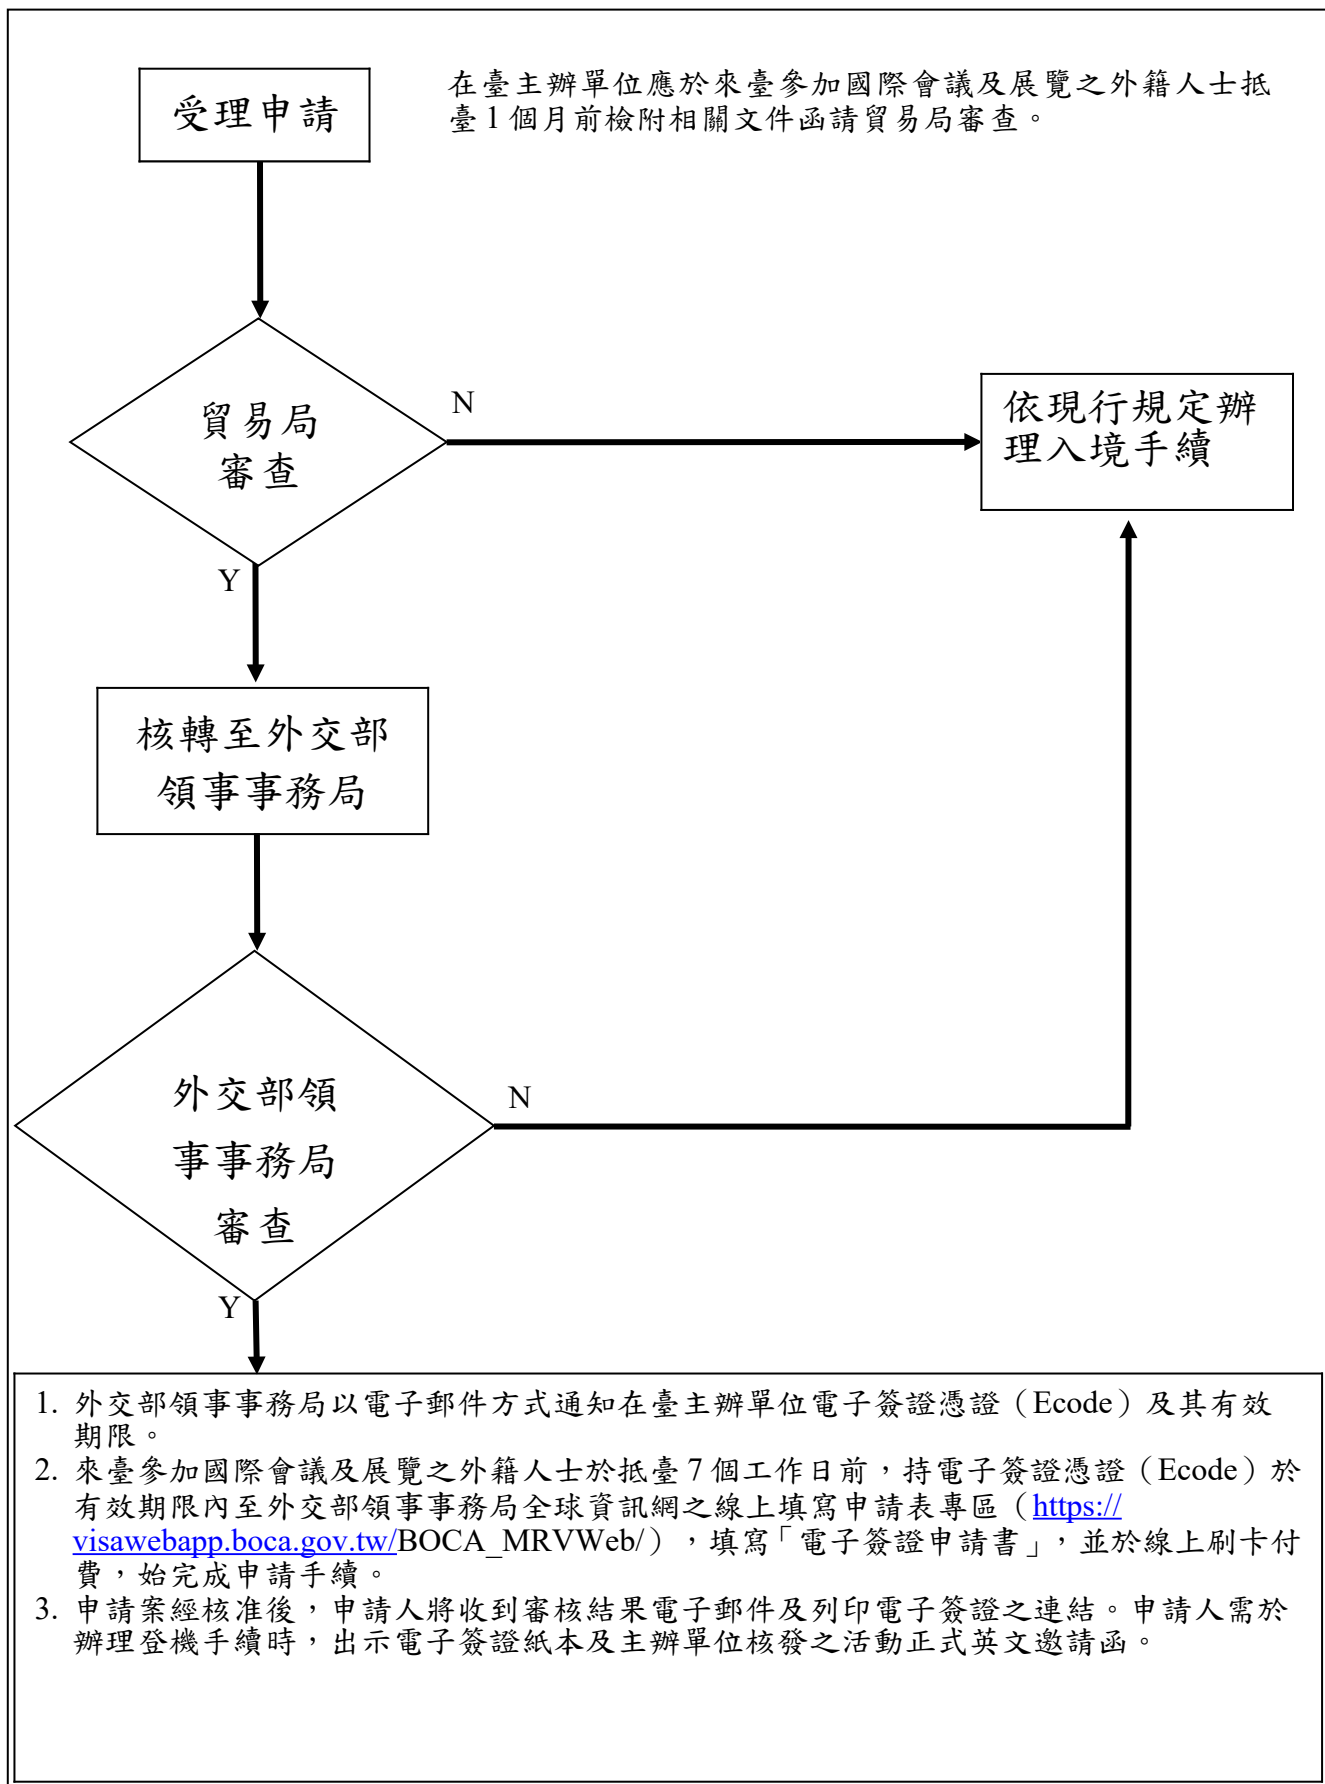 受理申請
在臺主辦單位應於來臺參加國際會議及展覽之外籍人士抵
臺1個月前檢附相關文件函請貿易局審查。
貿易局
審查
N
依現行規定辦
理入境手續
Y
核轉至外交部
領事事務局
外交部領
事事務局
審查
N
Y
1. 外交部領事事務局以電子郵件方式通知在臺主辦單位電子簽證憑證（Ecode）及其有效
期限。
2. 來臺參加國際會議及展覽之外籍人士於抵臺7個工作日前，持電子簽證憑證（Ecode）於
有效期限內至外交部領事事務局全球資訊網之線上填寫申請表專區（https://
visawebapp.boca.gov.tw/BOCA_MRVWeb/），填寫「電子簽證申請書」，並於線上刷卡付
費，始完成申請手續。
3. 申請案經核准後，申請人將收到審核結果電子郵件及列印電子簽證之連結。申請人需於
辦理登機手續時，出示電子簽證紙本及主辦單位核發之活動正式英文邀請函。